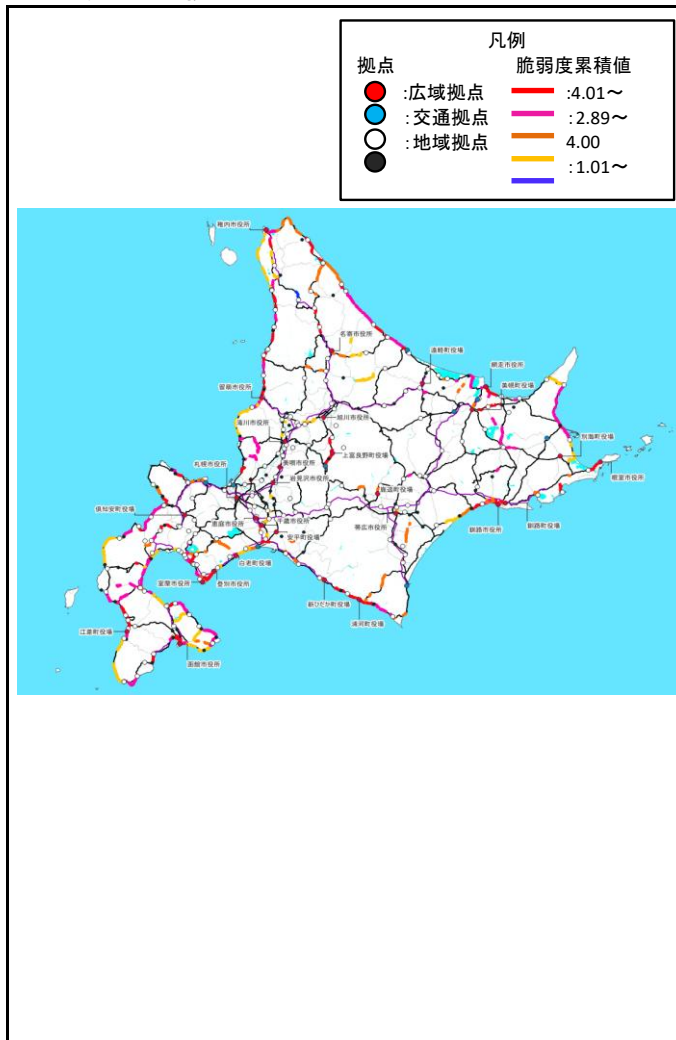 凡例
拠点
脆弱度累積値
:広域拠点
:4.01～
:交通拠点
:2.89～
:地域拠点
4.00
:1.01～
稚内市役所
名寄市役所
遠軽町役場
網走市役所
美幌町役場
留萌市役所
旭川市役所
別海町役場
滝川市役所
上富良野町役場
根室市役所
札幌市役所
美唄市役所
岩見沢市役所
鹿追町役場
倶知安町役場
恵庭市役所
千歳市役所
帯広市役所
釧路市役所
釧路町役場
安平町役場
白老町役場
室蘭市役所
登別市役所
新ひだか町役場
浦河町役場
江差町役場
函館市役所